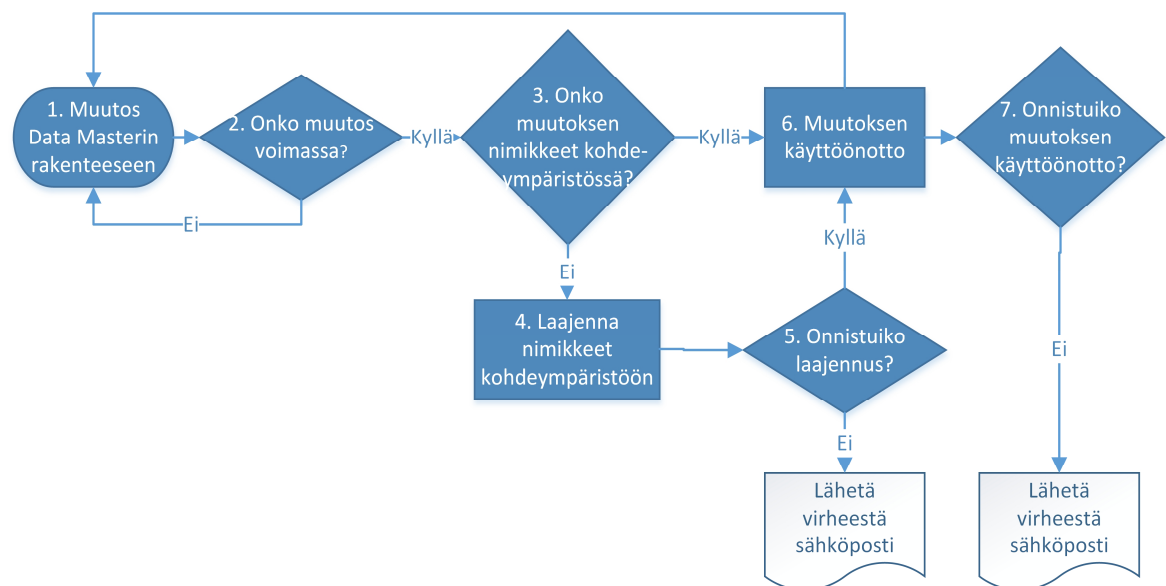 1. Muutos
Data Masterin
rakenteeseen
2. Onko muutos
voimassa?
Kyllä
Ei
3. Onko
muutoksen
nimikkeet kohde-
ympäristössä?
Kyllä
Ei
4. Laajenna
nimikkeet
kohdeympäristöön
5. Onnistuiko
laajennus?
Kyllä
Ei
6. Muutoksen
käyttöönotto
7. Onnistuiko
muutoksen
käyttöönotto?
Ei
Lähetä
virheestä
sähköposti
Lähetä
virheestä
sähköposti